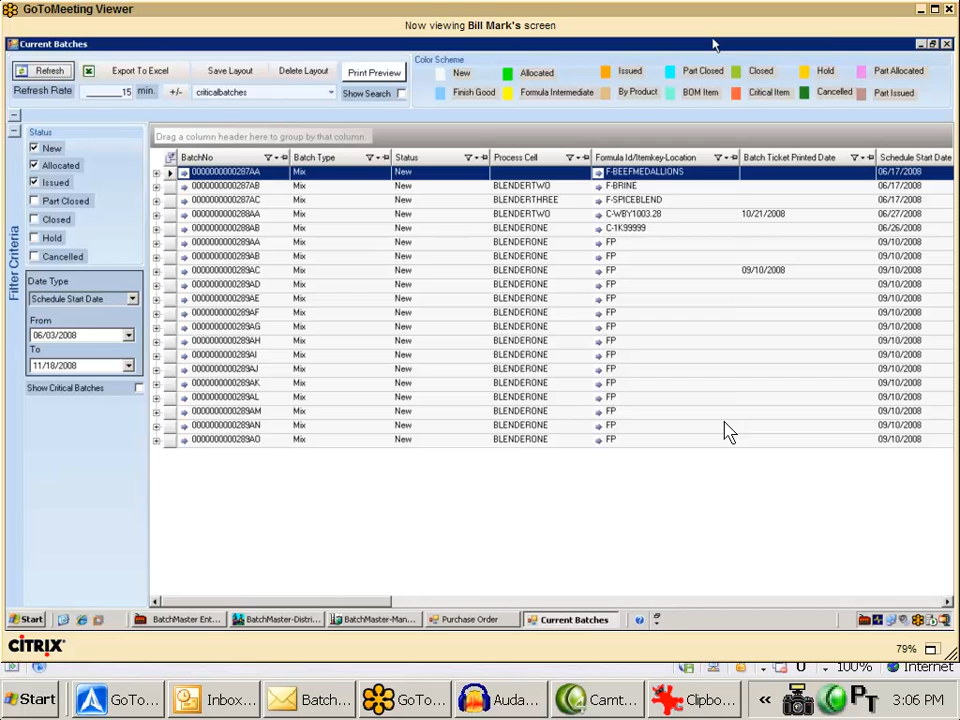 GoToMeeting Viewer
Now viewing Bill Mark's screen
Current Batches
Refresh Export To Excel Save Layout Delete Layout Print Preview
Refresh Rate 15 min. +/- criticalbatches Show Search
Color Scheme
New Allocated Issued Part Closed Closed Hold Part Allocated
Finish Good Formula Intermediate By Product BOM Item Critical Item Cancelled Part Issued
Filter Criteria
Status
New
Allocated
Issued
Part Closed
Closed
Hold
Cancelled
Date Type
Schedule Start Date
From
06/03/2008
To
11/18/2008
Show Critical Batches
Drag a column header here to group by that column
BatchNo Batch Type Status Process Cell Formula Id/Itemkey-Location Batch Ticket Printed Date Schedule Start Date
0000000000287AA Mix New F-BEEFMEDALLIONS 06/17/2008
0000000000287AB Mix New BLENDERTWO F-BRINE 06/17/2008
0000000000287AC Mix New BLENDERTHREE F-SPICEBLEND 06/17/2008
0000000000288AA Mix New BLENDERTWO C-WBY1003.28 10/21/2008 06/27/2008
0000000000288AB Mix New BLENDERONE C-1K99999 06/26/2008
0000000000289AA Mix New BLENDERONE FP 09/10/2008
0000000000289AB Mix New BLENDERONE FP 09/10/2008
0000000000289AC Mix New BLENDERONE FP 09/10/2008 09/10/2008
0000000000289AD Mix New BLENDERONE FP 09/10/2008
0000000000289AE Mix New BLENDERONE FP 09/10/2008
0000000000289AF Mix New BLENDERONE FP 09/10/2008
0000000000289AG Mix New BLENDERONE FP 09/10/2008
0000000000289AH Mix New BLENDERONE FP 09/10/2008
0000000000289AI Mix New BLENDERONE FP 09/10/2008
0000000000289AJ Mix New BLENDERONE FP 09/10/2008
0000000000289AK Mix New BLENDERONE FP 09/10/2008
0000000000289AL Mix New BLENDERONE FP 09/10/2008
0000000000289AM Mix New BLENDERONE FP 09/10/2008
0000000000289AN Mix New BLENDERONE FP 09/10/2008
0000000000289AO Mix New BLENDERONE FP 09/10/2008
Start BatchMaster Ent... BatchMaster-Distri... BatchMaster-Man... Purchase Order Current Batches
CITRIX 79%
100% Internet
Start GoTo... Inbox... Batch... GoTo... Auda... Camt... Clipbo... « PT 3:06 PM